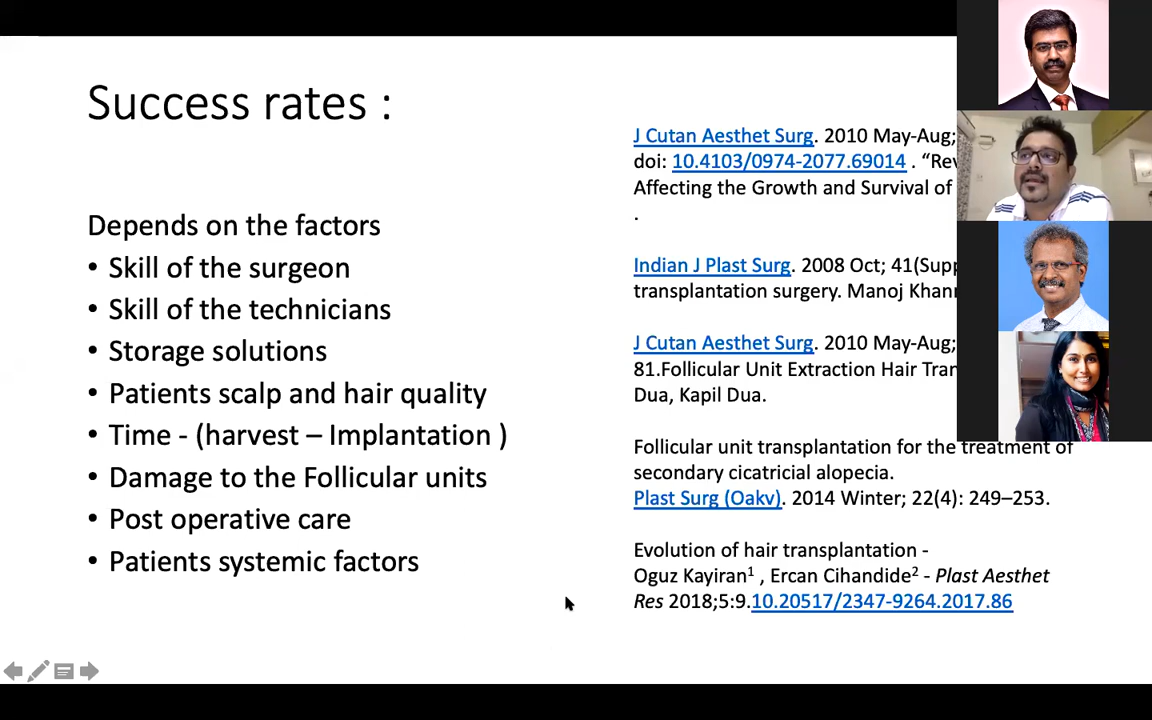 Success rates :
Depends on the factors
• Skill of the surgeon
• Skill of the technicians
• Storage solutions
• Patients scalp and hair quality
• Time - (harvest – Implantation )
• Damage to the Follicular units
• Post operative care
• Patients systemic factors
J Cutan Aesthet Surg. 2010 May-Aug;
doi: 10.4103/0974-2077.69014 . “
Affecting the Growth and Survival of
.
Indian J Plast Surg. 2008 Oct;
transplantation surgery. Manoj
J Cutan Aesthet Surg. 2010 May-Aug;
81.Follicular Unit Extraction Hair
Dua, Kapil Dua.
Follicular unit transplantation for the treatment of
secondary cicatricial alopecia.
Plast Surg (Oakv). 2014 Winter; 22(4): 249–253.
Evolution of hair transplantation -
Oguz Kayiran¹ , Ercan Cihandide² - Plast Aesthet
Res 2018;5:9.10.20517/2347-9264.2017.86